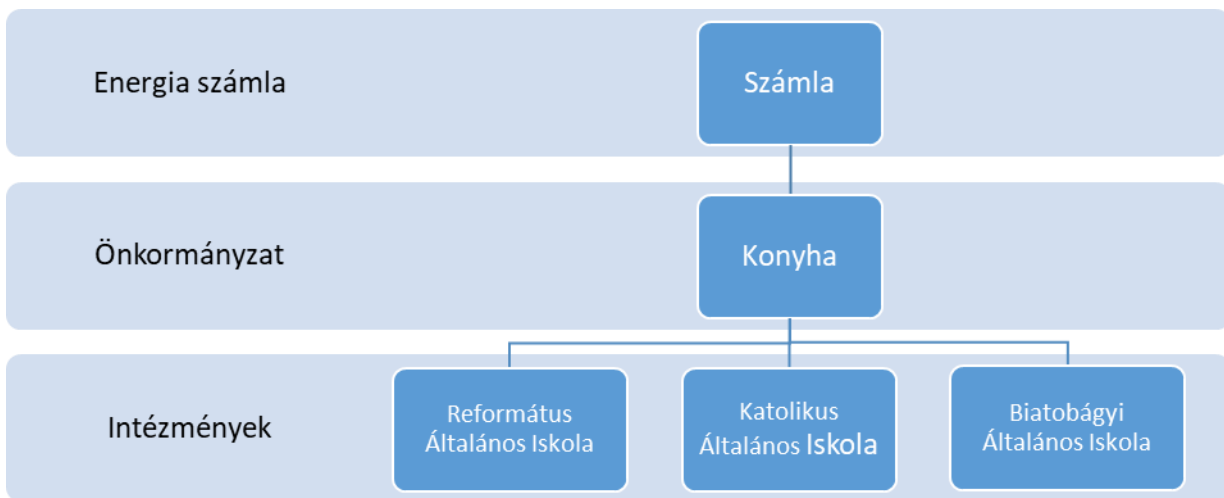 Energia számla
Számla
Önkormányzat
Konyha
Intézmények
Református
Általános Iskola
Katolikus
Általános Iskola
Biatobágyi
Általános Iskola